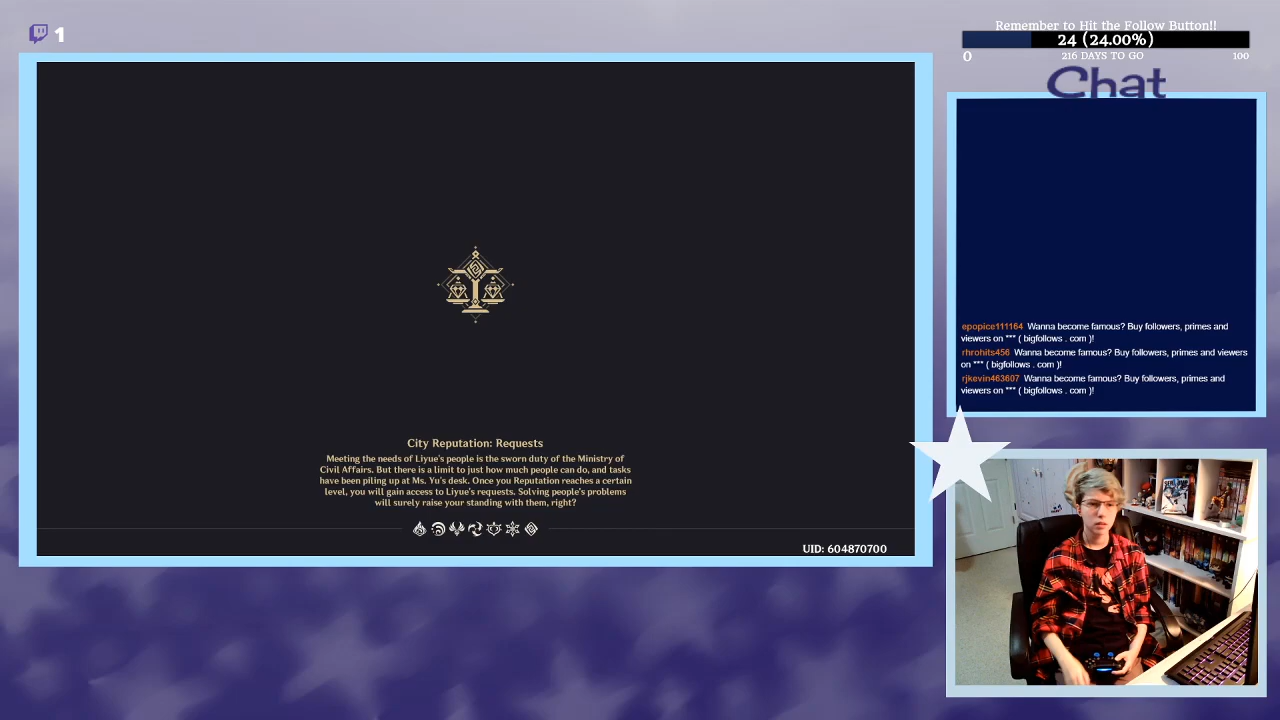 1
Remember to Hit the Follow Button!!
24 (24.00%)
0
216 DAYS TO GO
100
Chat
epopice111164 Wanna become famous? Buy followers, primes and
viewers on *** ( bigfollows . com )!
rhrohits456 Wanna become famous? Buy followers, primes and viewers
on *** ( bigfollows . com )!
rjkevin463607 Wanna become famous? Buy followers, primes and
viewers on *** ( bigfollows . com )!
City Reputation: Requests
Meeting the needs of Liyue's people is the sworn duty of the Ministry of
Civil Affairs. But there is a limit to just how much people can do, and tasks
have been piling up at Ms. Yu's desk. Once you Reputation reaches a certain
level, you will gain access to Liyue's requests. Solving people's problems
will surely raise your standing with them, right?
UID: 604870700